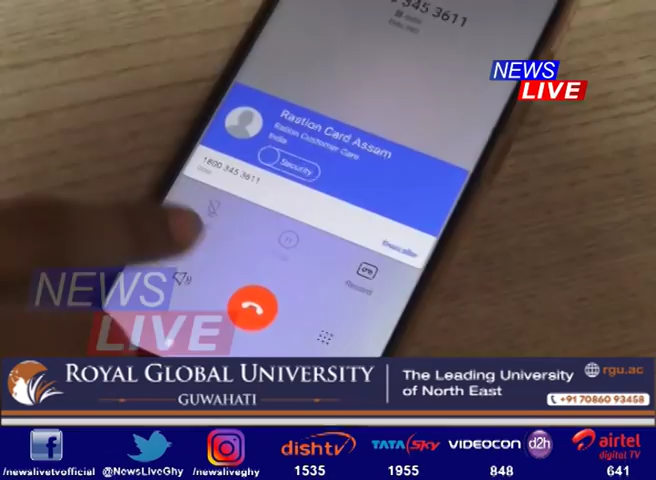 345 3611
India
NEWS
LIVE
Rastion Card Assam
Ration Customer Care
India
Security
1800 345 3611
truecaller
Record
NEWS
LIVE
ROYAL GLOBAL UNIVERSITY
GUWAHATI
The Leading University
of North East
rgu.ac
+91 70860 93458
/newslivetvofficial
@NewsLiveGhy
/newsliveghy
dishtv
1535
TATA sky
1955
VIDEOCON d2h
848
airtel
digital TV
641